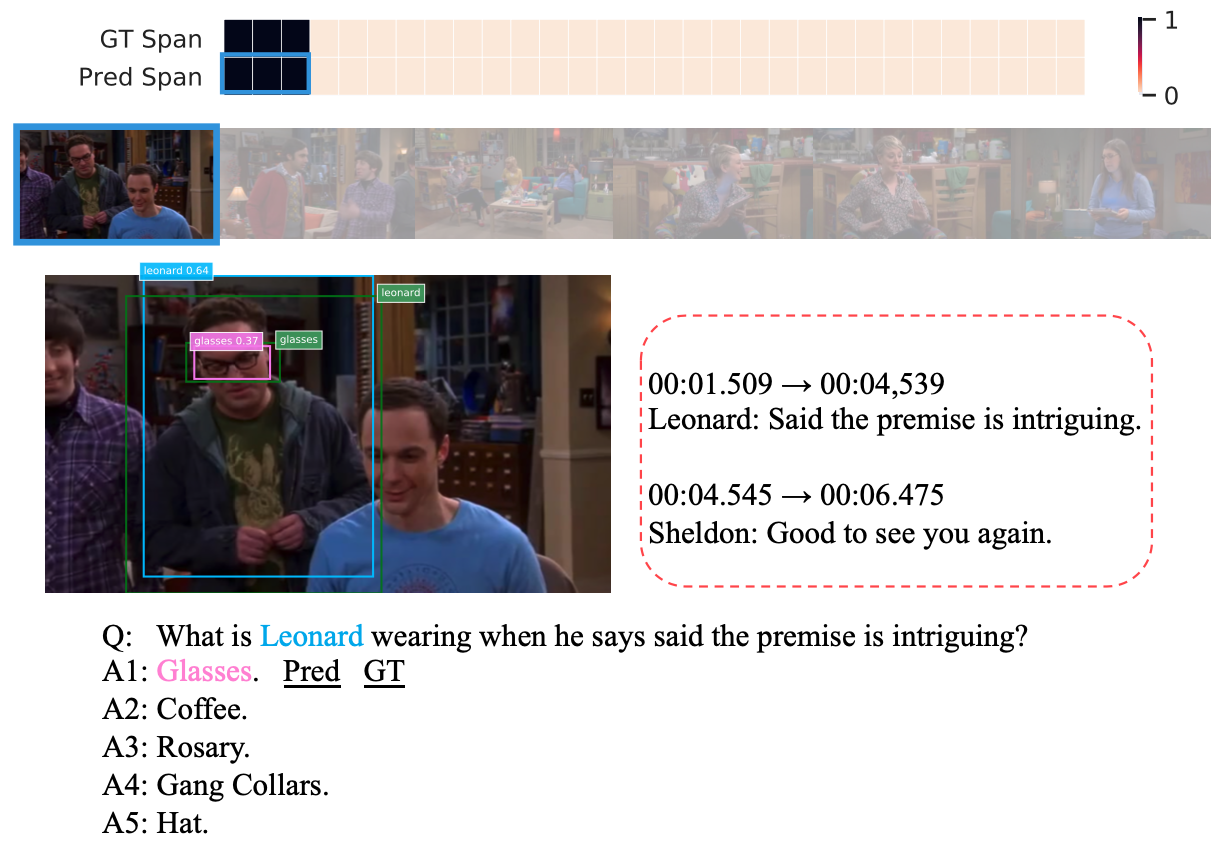 GT Span
Pred Span
1
0
leonard 0.64
leonard
glasses 0.37
glasses
00:01.509 → 00:04,539
Leonard: Said the premise is intriguing.
00:04.545 → 00:06.475
Sheldon: Good to see you again.
Q: What is Leonard wearing when he says said the premise is intriguing?
A1: Glasses. Pred GT
A2: Coffee.
A3: Rosary.
A4: Gang Collars.
A5: Hat.